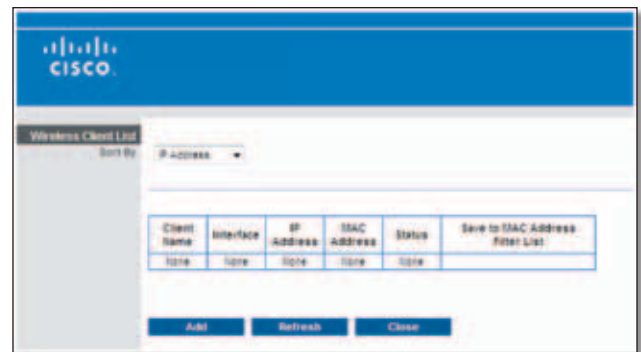 CISCO.
Wireless Client List
Sort By
IP Address
Client Name
Interface
IP Address
MAC Address
Status
Save to MAC Address Filter List
None None None None None
Add Refresh Close